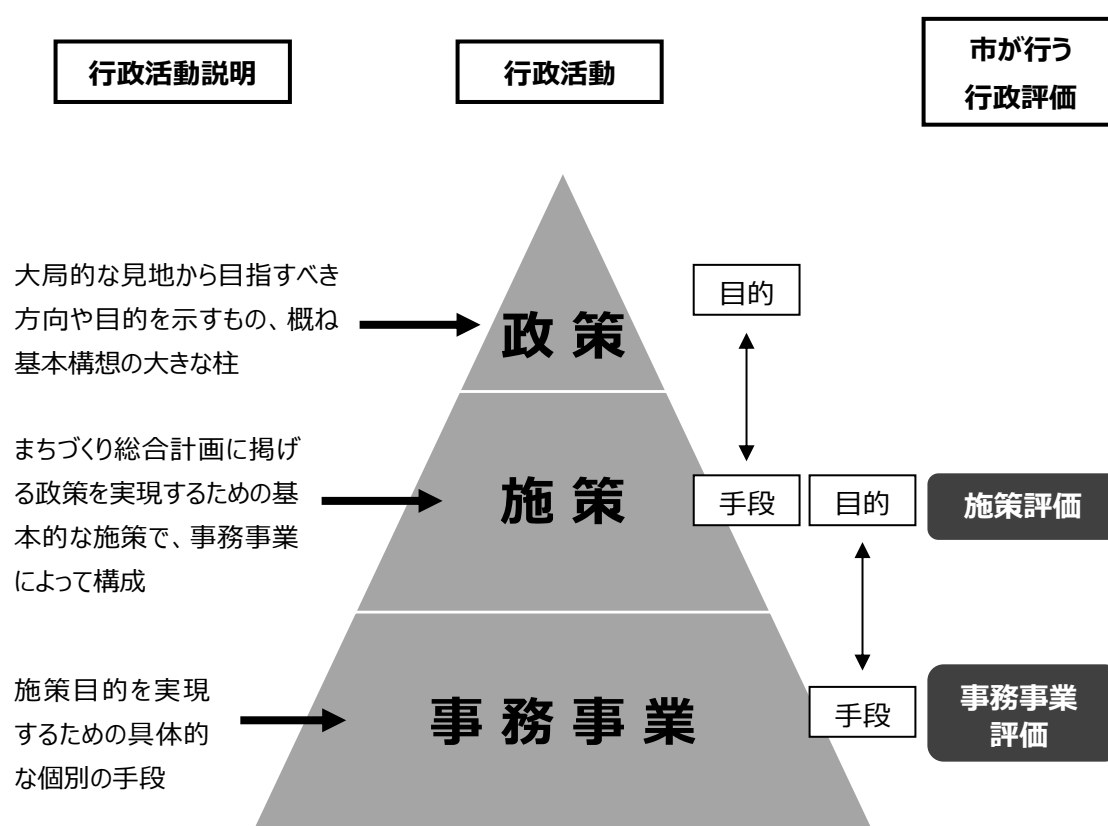 行政活動説明
行政活動
市が行う
行政評価
大局的な見地から目指すべき
方向や目的を示すもの、概ね
基本構想の大きな柱
政策
目的
まちづくり総合計画に掲げ
る政策を実現するための基
本的な施策で、事務事業
によって構成
施策
手段
目的
施策評価
施策目的を実現
するための具体的
な個別の手段
事務事業
手段
事務事業
評価